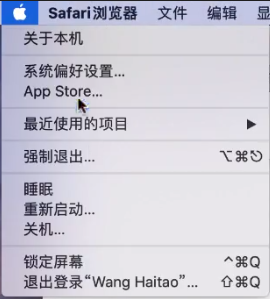 Safari浏览器 文件 编辑 显
关于本机
系统偏好设置...
App Store...
最近使用的项目 ▶
强制退出... ⌥⌘⎋
睡眠
重新启动...
关机...
锁定屏幕 ^⌘Q
退出登录“Wang Haitao”... ⇧⌘Q